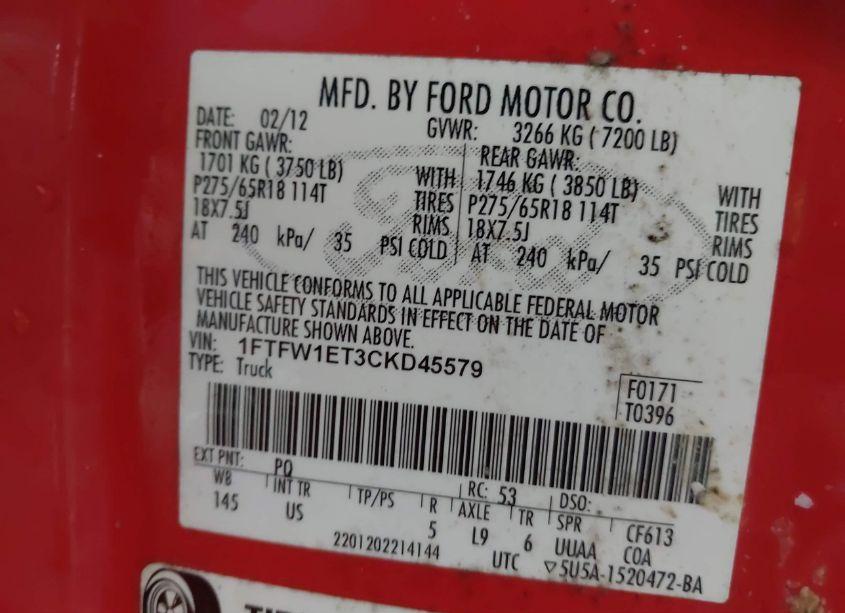 MFD. BY FORD MOTOR CO.
DATE: 02/12 GVWR: 3266 KG ( 7200 LB)
FRONT GAWR: REAR GAWR:
1701 KG ( 3750 LB) WITH 1746 KG ( 3850 LB) WITH
P275/65R18 114T TIRES P275/65R18 114T TIRES
18X7.5J RIMS 18X7.5J RIMS
AT 240 kPa/ 35 PSI COLD AT 240 kPa/ 35 PSI COLD
THIS VEHICLE CONFORMS TO ALL APPLICABLE FEDERAL MOTOR
VEHICLE SAFETY STANDARDS IN EFFECT ON THE DATE OF
MANUFACTURE SHOWN ABOVE.
VIN: 1FTFW1ET3CKD45579
TYPE: Truck
F0171
T0396
EXT PNT: PQ RC: 53 DSO:
WB INT TR TP/PS R AXLE TR SPR CF613
145 US 5 L9 6 UUAA COA
2201202214144 UTC ▽5U5A-1520472-BA